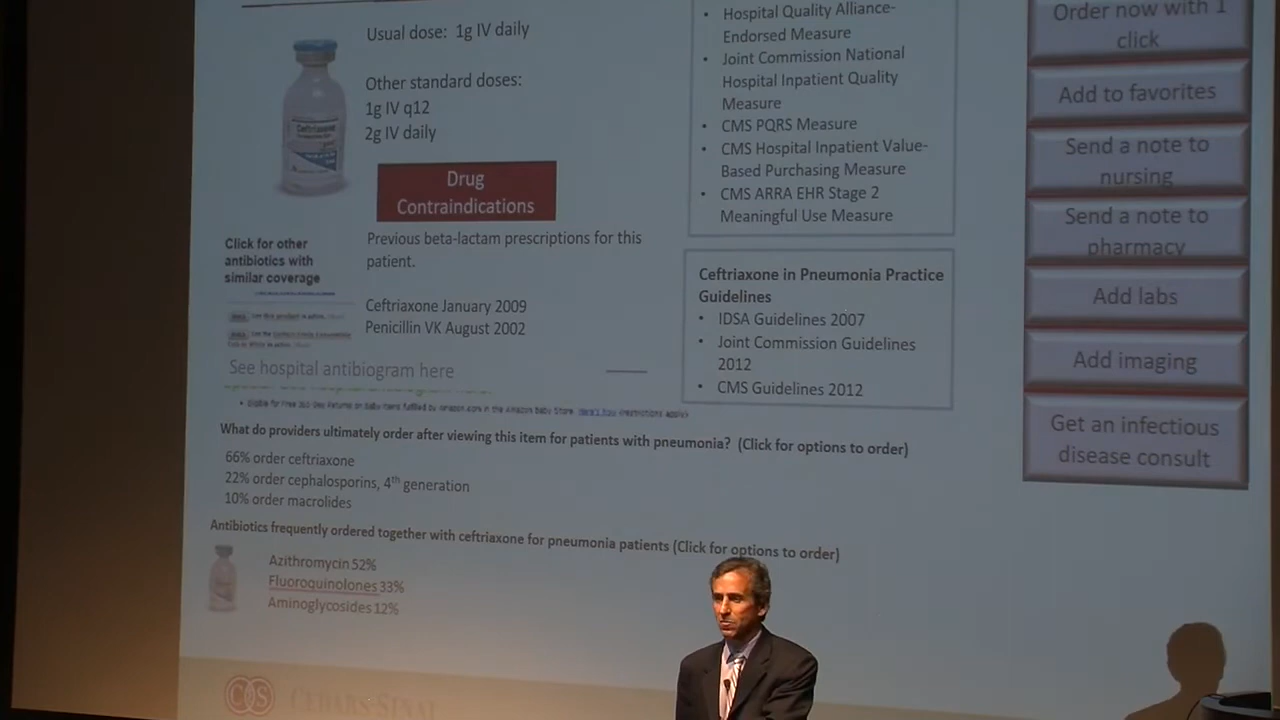 Usual dose: 1g IV daily
Other standard doses:
1g IV q12
2g IV daily
Ceftriaxone
Drug
Contraindications
Previous beta-lactam prescriptions for this
patient.
Ceftriaxone January 2009
Penicillin VK August 2002
Click for other
antibiotics with
similar coverage
See hospital antibiogram here
Hospital Quality Alliance-
Endorsed Measure
Joint Commission National
Hospital Inpatient Quality
Measure
CMS PQRS Measure
CMS Hospital Inpatient Value-
Based Purchasing Measure
CMS ARRA EHR Stage 2
Meaningful Use Measure
Ceftriaxone in Pneumonia Practice
Guidelines
IDSA Guidelines 2007
Joint Commission Guidelines
2012
CMS Guidelines 2012
Order now with 1
click
Add to favorites
Send a note to
nursing
Send a note to
pharmacy
Add labs
Add imaging
Get an infectious
disease consult
What do providers ultimately order after viewing this item for patients with pneumonia? (Click for options to order)
66% order ceftriaxone
22% order cephalosporins, 4th generation
10% order macrolides
Antibiotics frequently ordered together with ceftriaxone for pneumonia patients (Click for options to order)
Azithromycin 52%
Fluoroquinolones 33%
Aminoglycosides 12%
CEDARS-SINAI